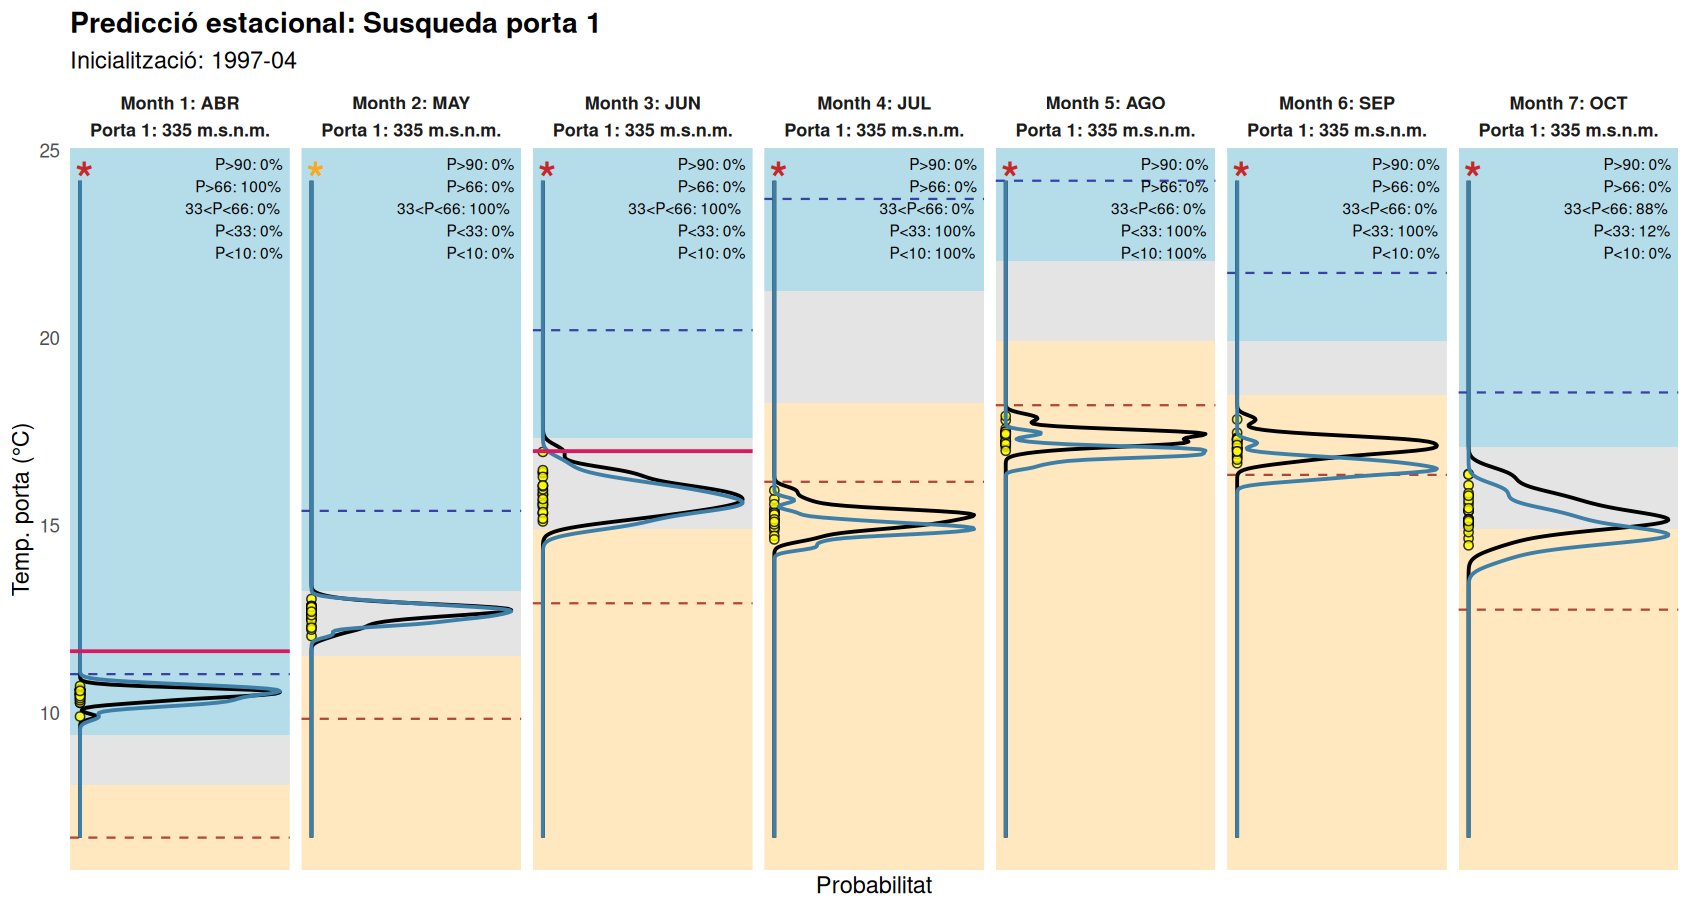 Predicció estacional: Susqueda porta 1
Inicialització: 1997-04
Month 1: ABR
Porta 1: 335 m.s.n.m.
P>90: 0%
P>66: 100%
33<P<66: 0%
P<33: 0%
P<10: 0%
Month 2: MAY
Porta 1: 335 m.s.n.m.
P>90: 0%
P>66: 0%
33<P<66: 100%
P<33: 0%
P<10: 0%
Month 3: JUN
Porta 1: 335 m.s.n.m.
P>90: 0%
P>66: 0%
33<P<66: 100%
P<33: 0%
P<10: 0%
Month 4: JUL
Porta 1: 335 m.s.n.m.
P>90: 0%
P>66: 0%
33<P<66: 0%
P<33: 100%
P<10: 100%
Month 5: AGO
Porta 1: 335 m.s.n.m.
P>90: 0%
P>66: 0%
33<P<66: 0%
P<33: 100%
P<10: 100%
Month 6: SEP
Porta 1: 335 m.s.n.m.
P>90: 0%
P>66: 0%
33<P<66: 0%
P<33: 100%
P<10: 0%
Month 7: OCT
Porta 1: 335 m.s.n.m.
P>90: 0%
P>66: 0%
33<P<66: 88%
P<33: 12%
P<10: 0%
25
20
15
10
Temp. porta (°C)
Probabilitat